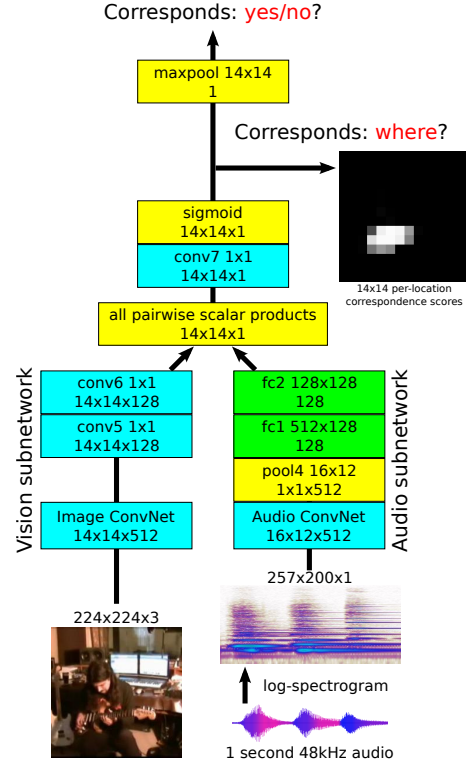 Corresponds: yes/no?
maxpool 14x14
1
Corresponds: where?
sigmoid
14x14x1
conv7 1x1
14x14x1
14x14 per-location
correspondence scores
all pairwise scalar products
14x14x1
Vision subnetwork
conv6 1x1
14x14x128
conv5 1x1
14x14x128
Image ConvNet
14x14x512
fc2 128x128
128
fc1 512x128
128
pool4 16x12
1x1x512
Audio ConvNet
16x12x512
Audio subnetwork
224x224x3
257x200x1
log-spectrogram
1 second 48kHz audio